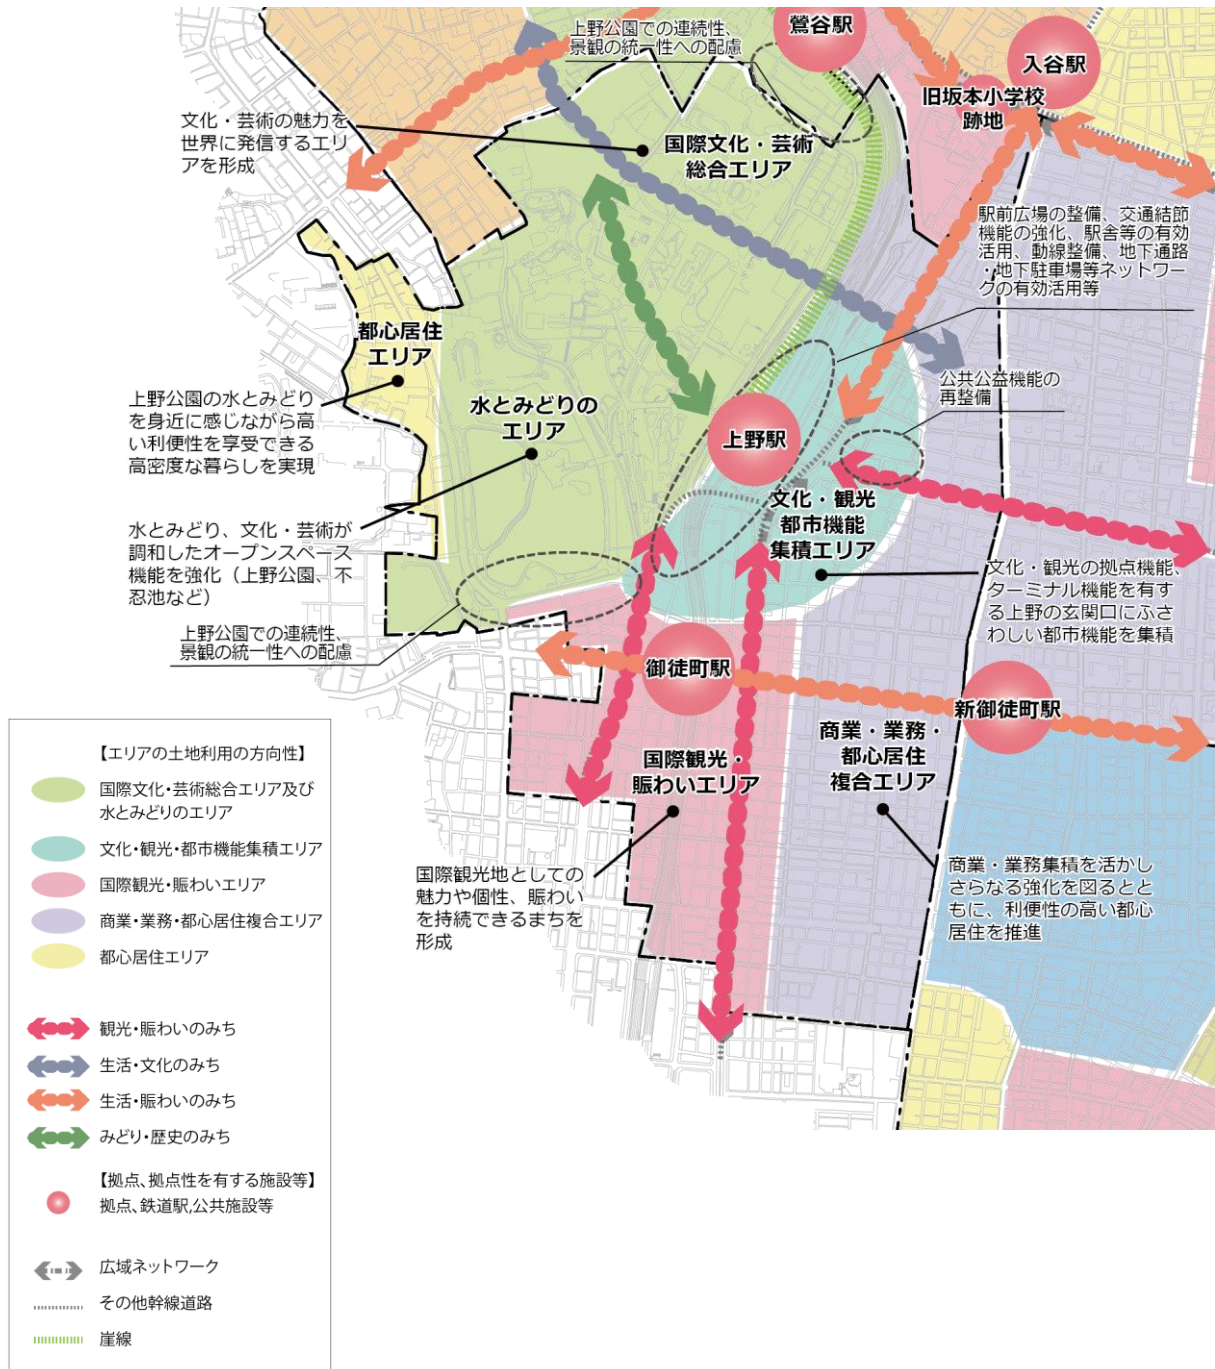 上野公園での連続性、
景観の統一性への配慮
鶯谷駅
入谷駅
旧坂本小学校
跡地
文化・芸術の魅力を
世界に発信するエリ
アを形成
国際文化・芸術
総合エリア
駅前広場の整備、交通結節
機能の強化、駅舎等の有効
活用、動線整備、地下通路
・地下駐車場等ネットワー
クの有効活用等
都心居住
エリア
公共公益機能の
再整備
上野公園の水とみどり
を身近に感じながら高
い利便性を享受できる
高密度な暮らしを実現
水とみどりの
エリア
上野駅
文化・観光
都市機能
集積エリア
水とみどり、文化・芸術が
調和したオープンスペース
機能を強化（上野公園、不
忍池など）
文化・観光の拠点機能、
ターミナル機能を有す
る上野の玄関口にふさ
わしい都市機能を集積
上野公園での連続性、
景観の統一性への配慮
御徒町駅
新御徒町駅
国際観光・
賑わいエリア
商業・業務・
都心居住
複合エリア
国際観光地としての
魅力や個性、賑わい
を持続できるまちを
形成
商業・業務集積を活かし
さらなる強化を図るとと
もに、利便性の高い都心
居住を推進
【エリアの土地利用の方向性】
国際文化・芸術総合エリア及び
水とみどりのエリア
文化・観光・都市機能集積エリア
国際観光・賑わいエリア
商業・業務・都心居住複合エリア
都心居住エリア
観光・賑わいのみち
生活・文化のみち
生活・賑わいのみち
みどり・歴史のみち
【拠点、拠点性を有する施設等】
拠点、鉄道駅,公共施設等
広域ネットワーク
その他幹線道路
崖線